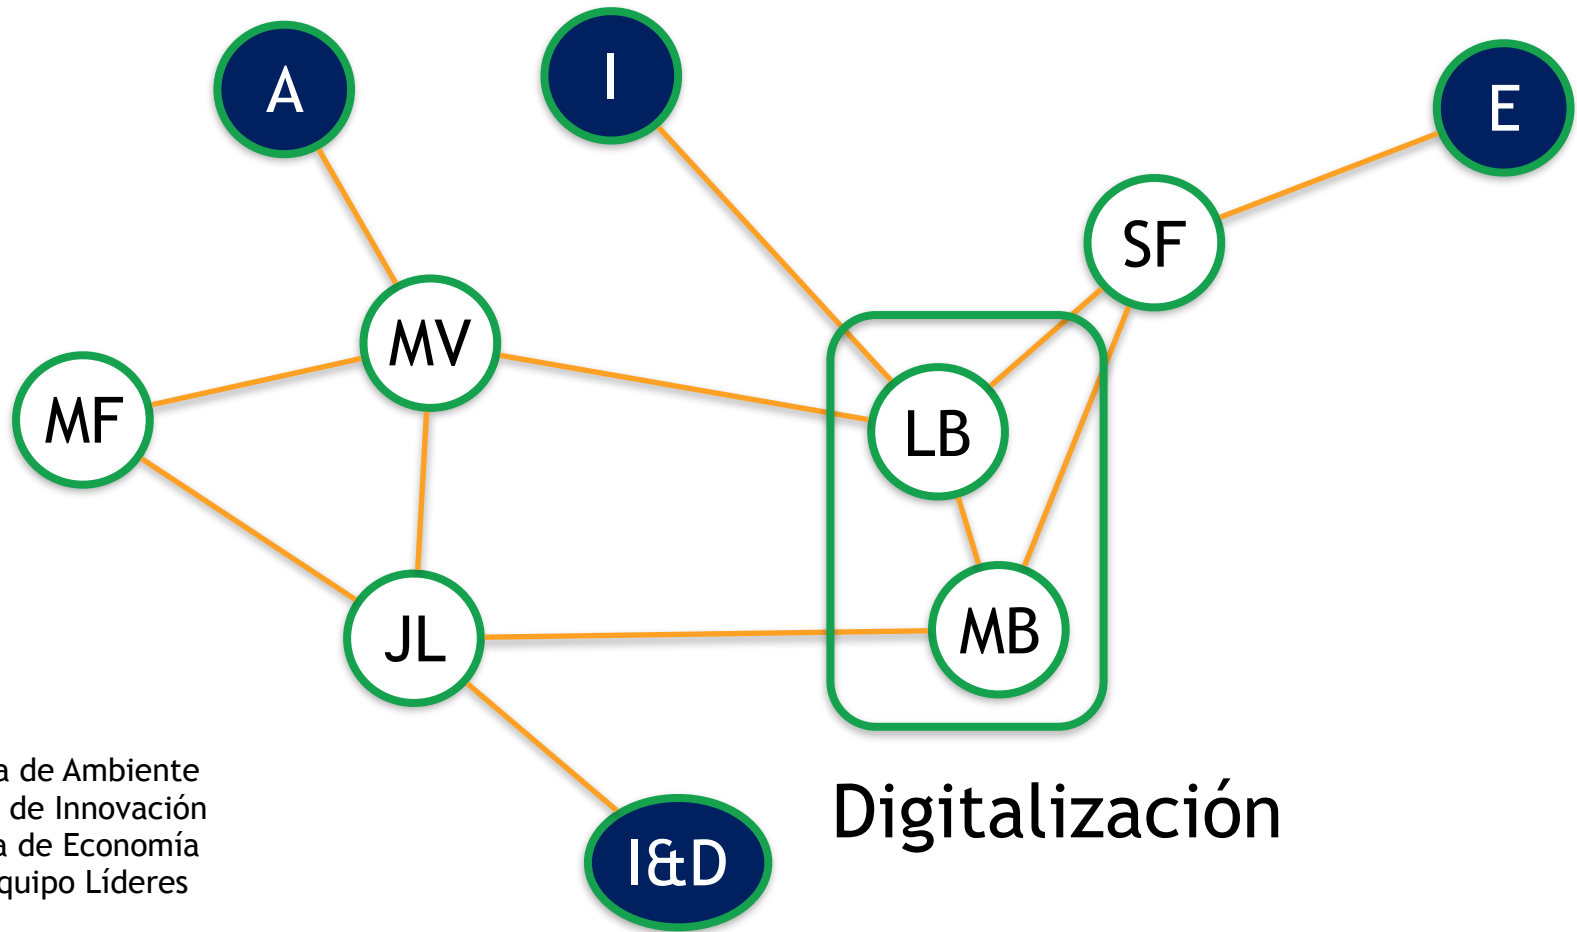 A
I
E
SF
MV
MF
LB
JL
MB
a de Ambiente
de Innovación
a de Economía
quipo Líderes
Digitalización
I&D